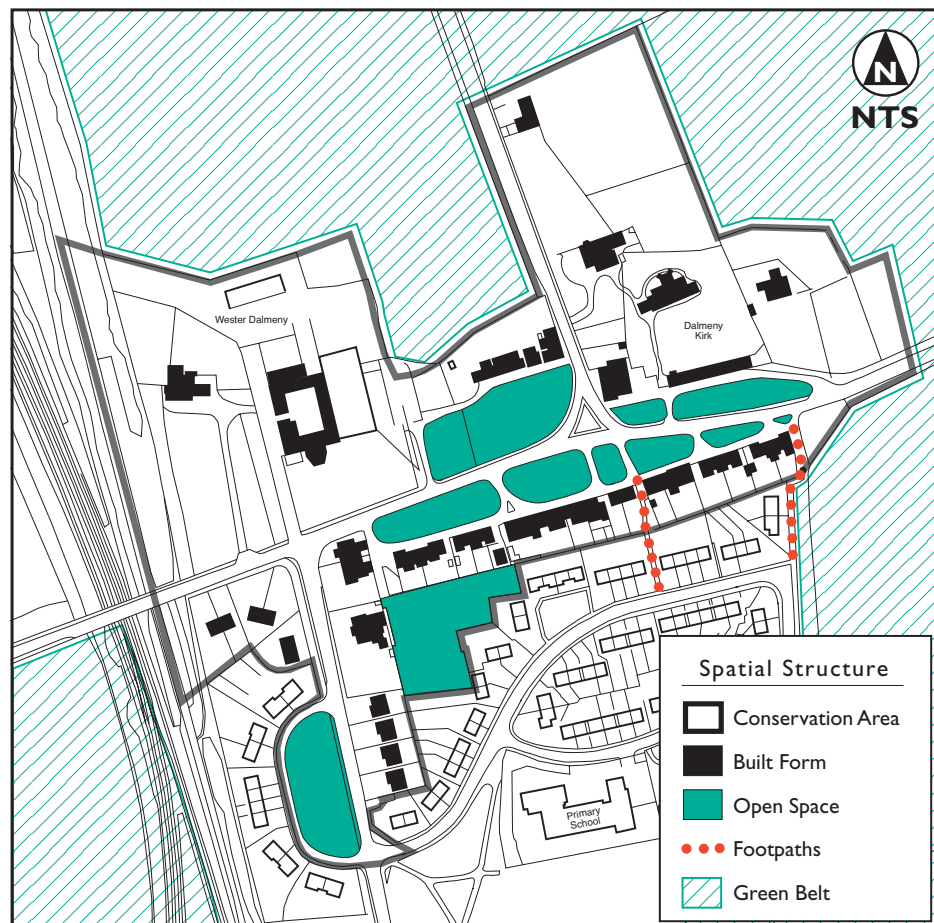 N
NTS
Wester Dalmeny
Dalmeny
Kirk
Primary
School
Spatial Structure
Conservation Area
Built Form
Open Space
Footpaths
Green Belt